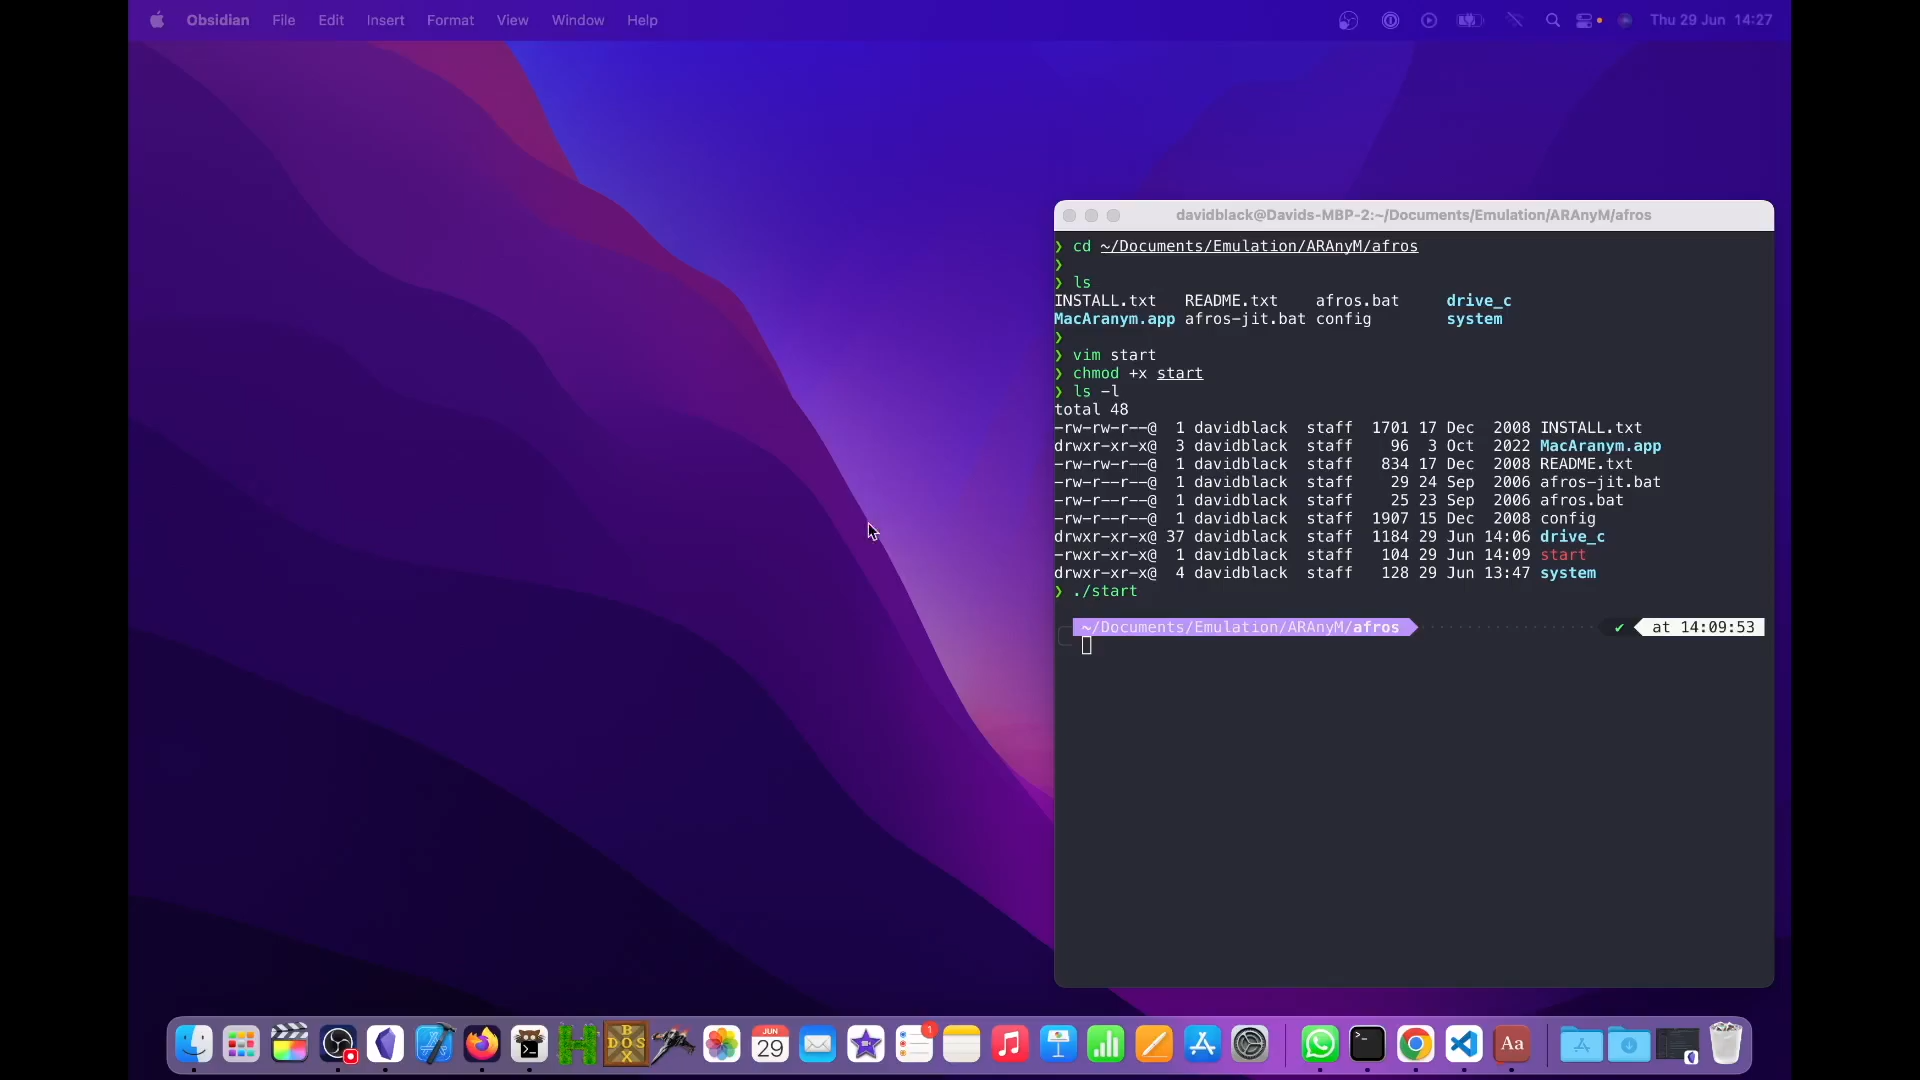 Obsidian File Edit Insert Format View Window Help Thu 29 Jun 14:27
davidblack@Davids-MBP-2:~/Documents/Emulation/ARAnyM/afros
❯ cd ~/Documents/Emulation/ARAnyM/afros
❯
❯ ls
INSTALL.txt README.txt afros.bat drive_c
MacAranym.app afros-jit.bat config system
❯
❯ vim start
❯ chmod +x start
❯ ls -l
total 48
-rw-rw-r--@ 1 davidblack staff 1701 17 Dec 2008 INSTALL.txt
drwxr-xr-x@ 3 davidblack staff 96 3 Oct 2022 MacAranym.app
-rw-rw-r--@ 1 davidblack staff 834 17 Dec 2008 README.txt
-rw-rw-r--@ 1 davidblack staff 29 24 Sep 2006 afros-jit.bat
-rw-rw-r--@ 1 davidblack staff 25 23 Sep 2006 afros.bat
-rw-r--r--@ 1 davidblack staff 1907 15 Dec 2008 config
drwxr-xr-x@ 37 davidblack staff 1184 29 Jun 14:06 drive_c
-rwxr-xr-x@ 1 davidblack staff 104 29 Jun 14:09 start
drwxr-xr-x@ 4 davidblack staff 128 29 Jun 13:47 system
❯ ./start
~/Documents/Emulation/ARAnyM/afros ✔ at 14:09:53
JUN
29
1
BOX
DOS
Aa